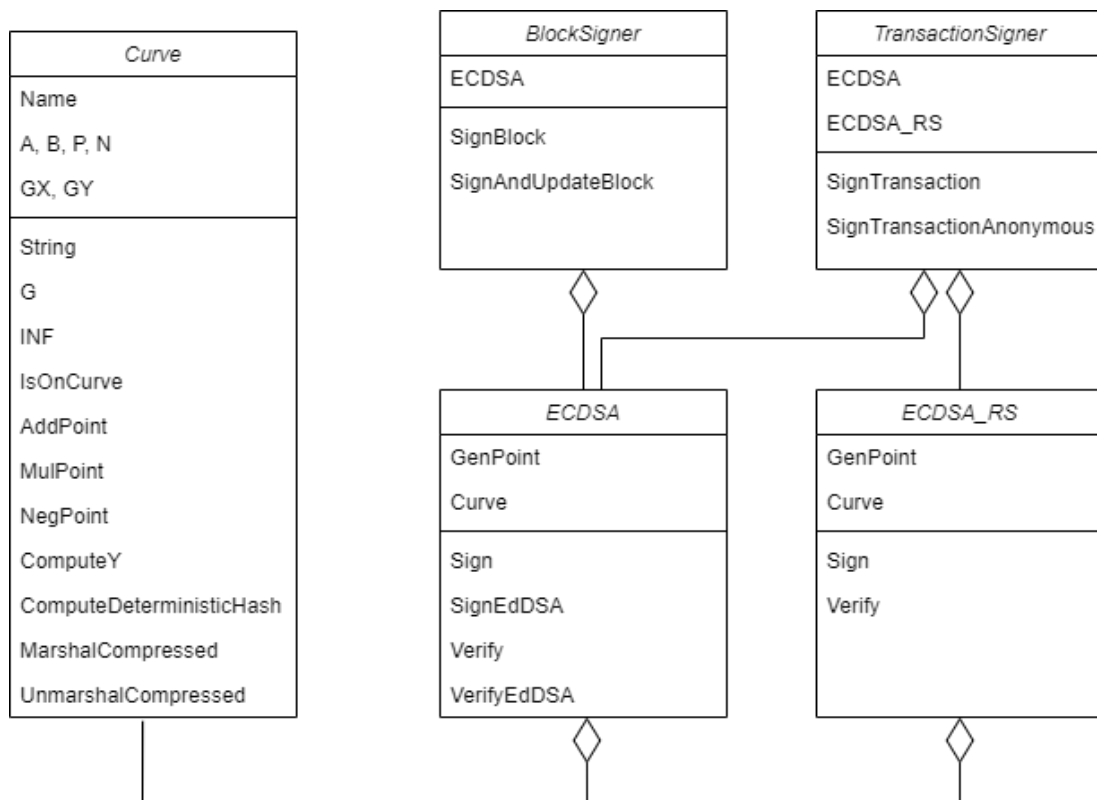 Curve
Name
A, B, P, N
GX, GY
String
G
INF
IsOnCurve
AddPoint
MulPoint
NegPoint
ComputeY
ComputeDeterministicHash
MarshalCompressed
UnmarshalCompressed
BlockSigner
ECDSA
SignBlock
SignAndUpdateBlock
TransactionSigner
ECDSA
ECDSA_RS
SignTransaction
SignTransactionAnonymous
ECDSA
GenPoint
Curve
Sign
SignEdDSA
Verify
VerifyEdDSA
ECDSA_RS
GenPoint
Curve
Sign
Verify